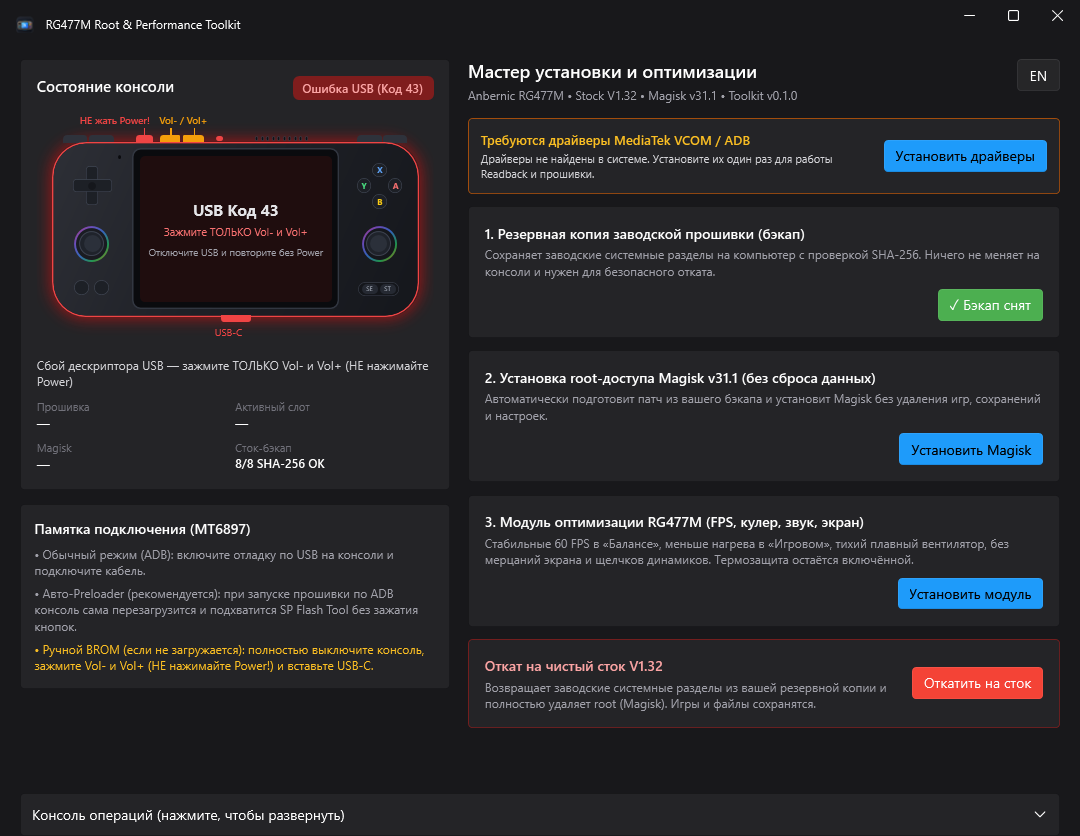 RG477M Root & Performance Toolkit
Состояние консоли
Ошибка USB (Код 43)
НЕ жать Power!
Vol- / Vol+
X
Y
A
B
USB Код 43
Зажмите ТОЛЬКО Vol- и Vol+
Отключите USB и повторите без Power
SE
ST
USB-C
Сбой дескриптора USB — зажмите ТОЛЬКО Vol- и Vol+ (НЕ нажимайте
Power)
Прошивка
—
Активный слот
—
Magisk
—
Сток-бэкап
8/8 SHA-256 OK
Памятка подключения (MT6897)
• Обычный режим (ADB): включите отладку по USB на консоли и
подключите кабель.
• Авто-Preloader (рекомендуется): при запуске прошивки по ADB
консоль сама перезагрузится и подхватится SP Flash Tool без зажатия
кнопок.
• Ручной BROM (если не загружается): полностью выключите консоль,
зажмите Vol- и Vol+ (НЕ нажимайте Power!) и вставьте USB-C.
Мастер установки и оптимизации
Anbernic RG477M • Stock V1.32 • Magisk v31.1 • Toolkit v0.1.0
EN
Требуются драйверы MediaTek VCOM / ADB
Драйверы не найдены в системе. Установите их один раз для работы
Readback и прошивки.
Установить драйверы
1. Резервная копия заводской прошивки (бэкап)
Сохраняет заводские системные разделы на компьютер с проверкой SHA-256. Ничего не меняет на
консоли и нужен для безопасного отката.
✓ Бэкап снят
2. Установка root-доступа Magisk v31.1 (без сброса данных)
Автоматически подготовит патч из вашего бэкапа и установит Magisk без удаления игр, сохранений
и настроек.
Установить Magisk
3. Модуль оптимизации RG477M (FPS, кулер, звук, экран)
Стабильные 60 FPS в «Балансе», меньше нагрева в «Игровом», тихий плавный вентилятор, без
мерцаний экрана и щелчков динамиков. Термозащита остаётся включённой.
Установить модуль
Откат на чистый сток V1.32
Возвращает заводские системные разделы из вашей резервной копии и
полностью удаляет root (Magisk). Игры и файлы сохранятся.
Откатить на сток
Консоль операций (нажмите, чтобы развернуть)